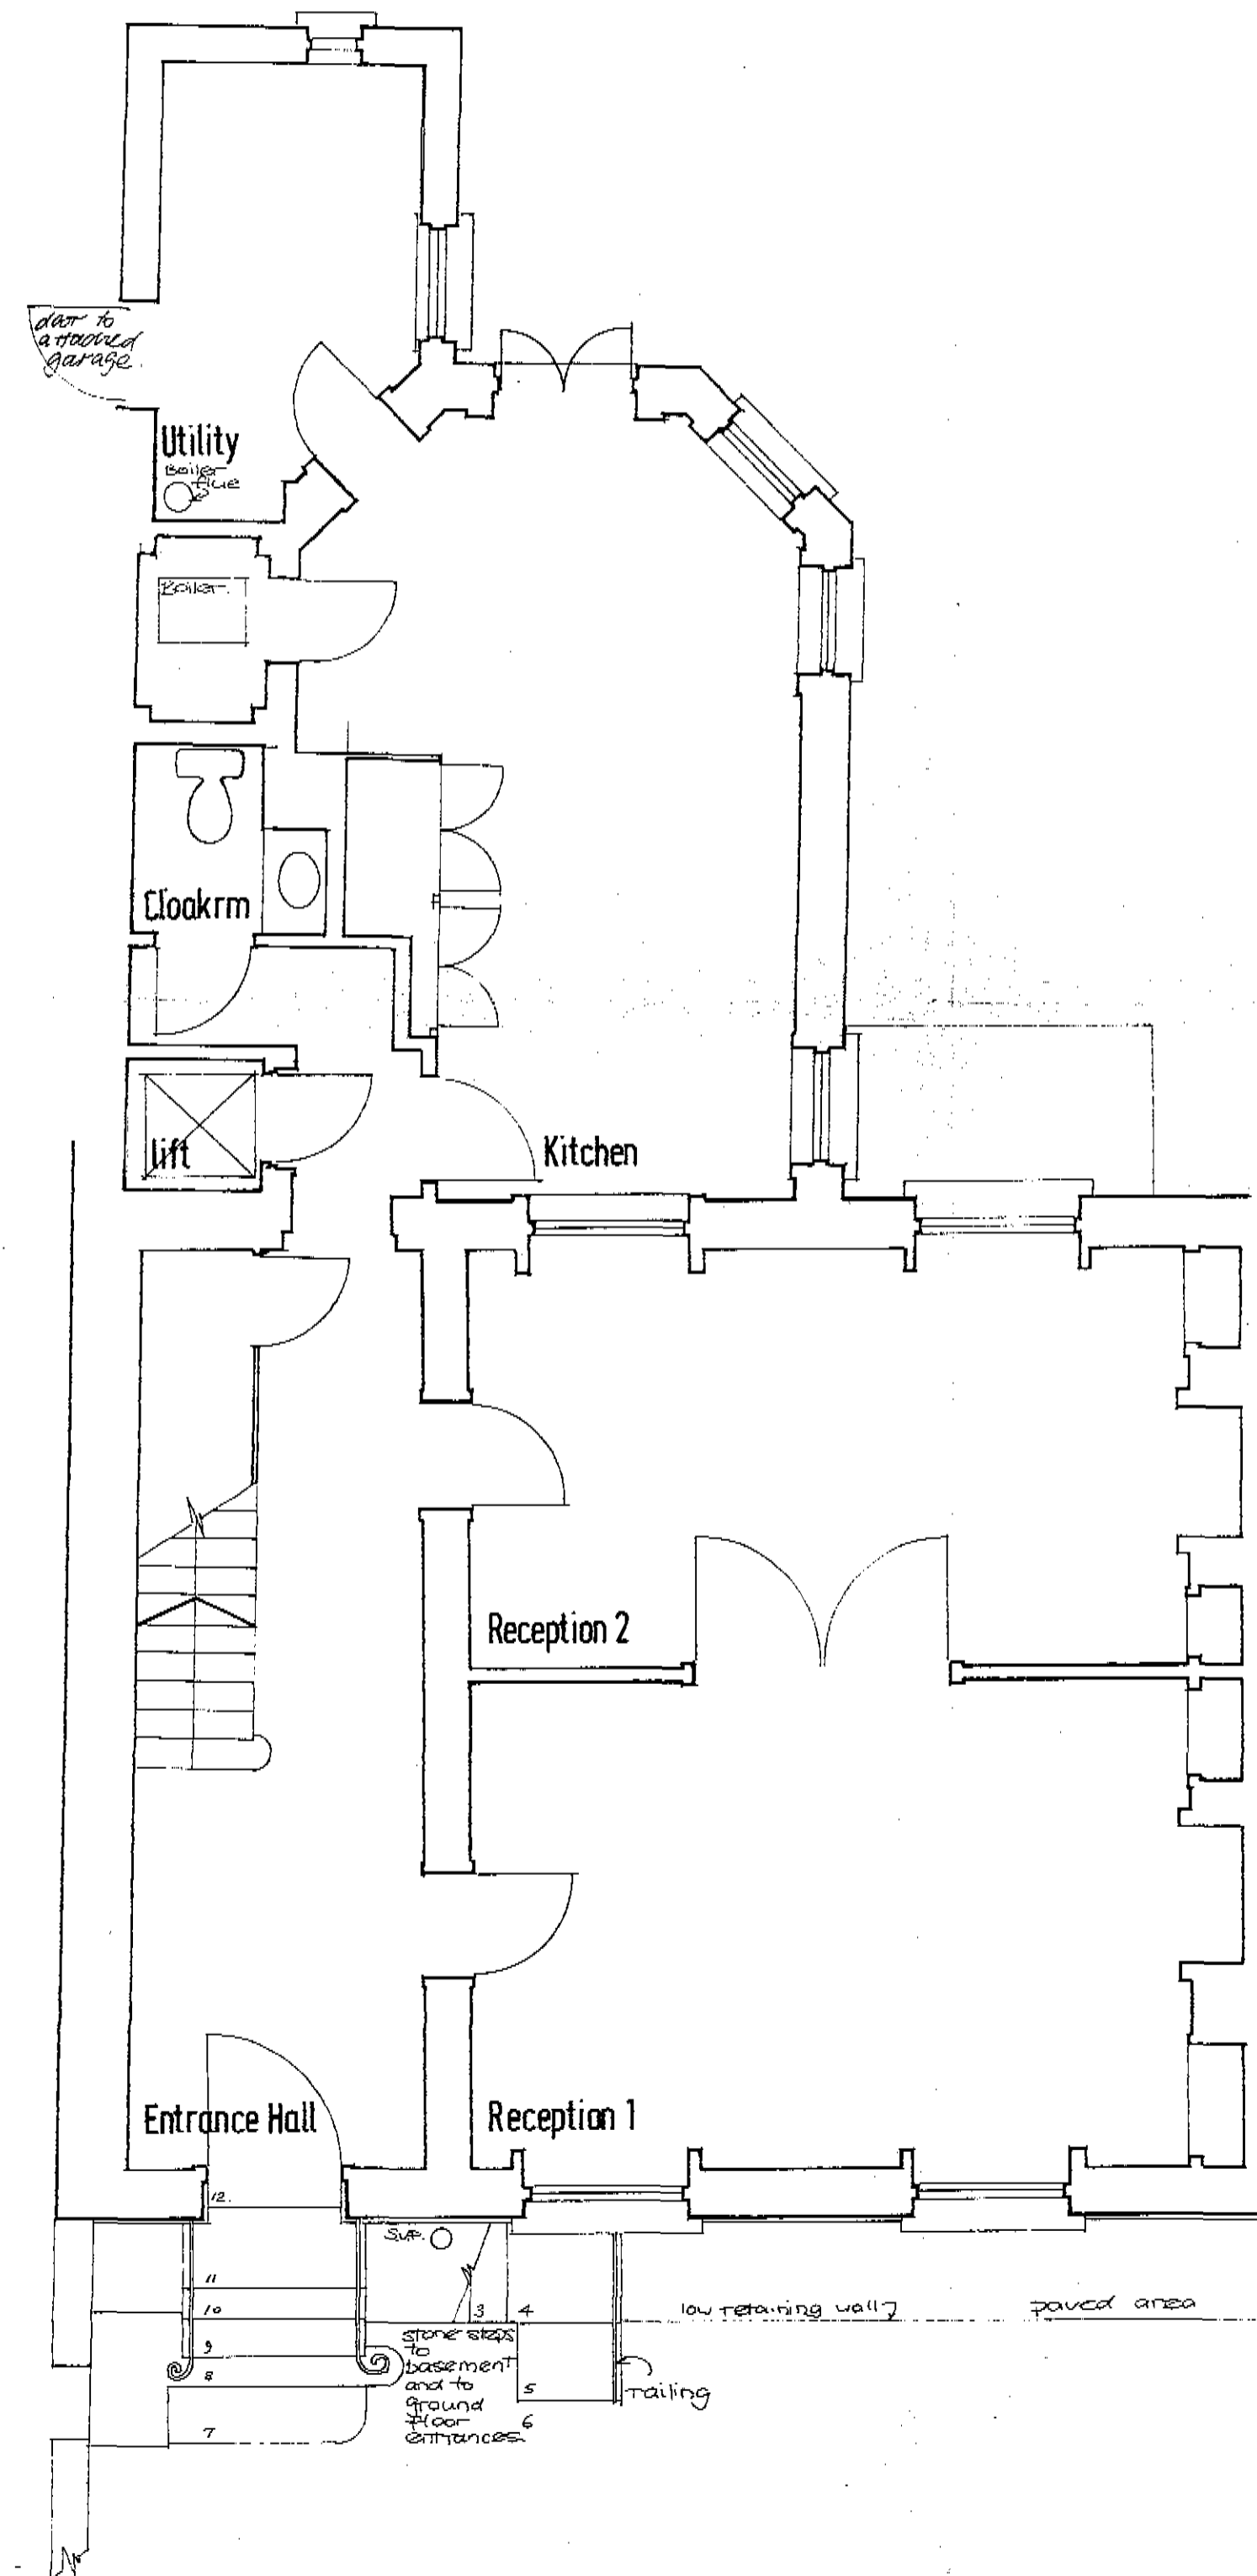 door to
attached
garage.
Utility
Boiler
flue
Boiler.
Cloakrm
lift
Kitchen
Reception 2
Entrance Hall
Reception 1
12.
S.V.P.
11
10
9
8
7
3
4
5
6
stone steps
to
basement
and to
ground
floor
entrances
low retaining wall
paved area
railing